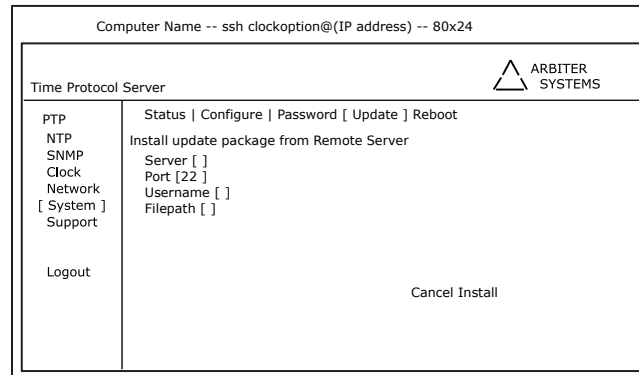 Computer Name -- ssh clockoption@(IP address) -- 80x24
ARBITER
SYSTEMS
Time Protocol Server
PTP
NTP
SNMP
Clock
Network
[ System ]
Support
Logout
Status | Configure | Password [ Update ] Reboot
Install update package from Remote Server
Server [ ]
Port [22 ]
Username [ ]
Filepath [ ]
Cancel Install